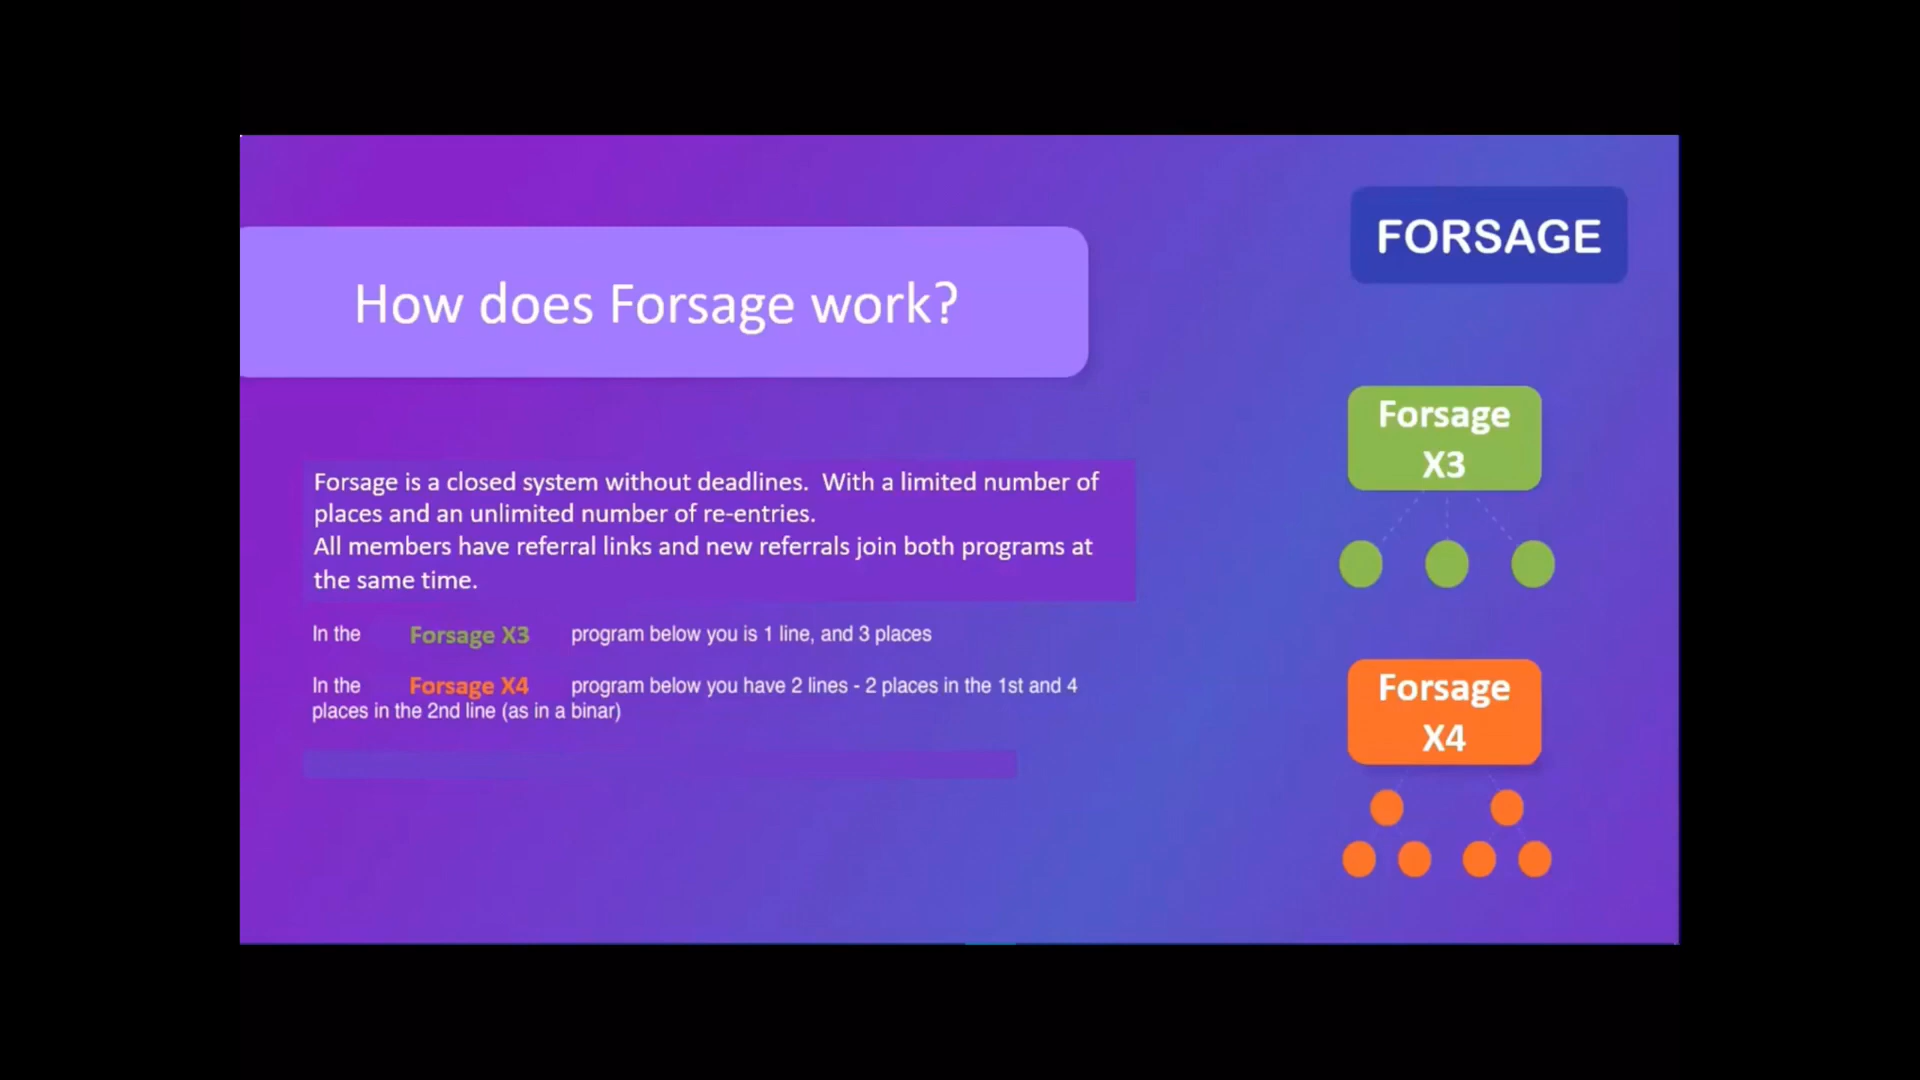 FORSAGE
How does Forsage work?
Forsage is a closed system without deadlines.  With a limited number of
places and an unlimited number of re-entries.
All members have referral links and new referrals join both programs at
the same time.
In the Forsage X3 program below you is 1 line, and 3 places
In the Forsage X4 program below you have 2 lines - 2 places in the 1st and 4
places in the 2nd line (as in a binar)
Forsage
X3
Forsage
X4